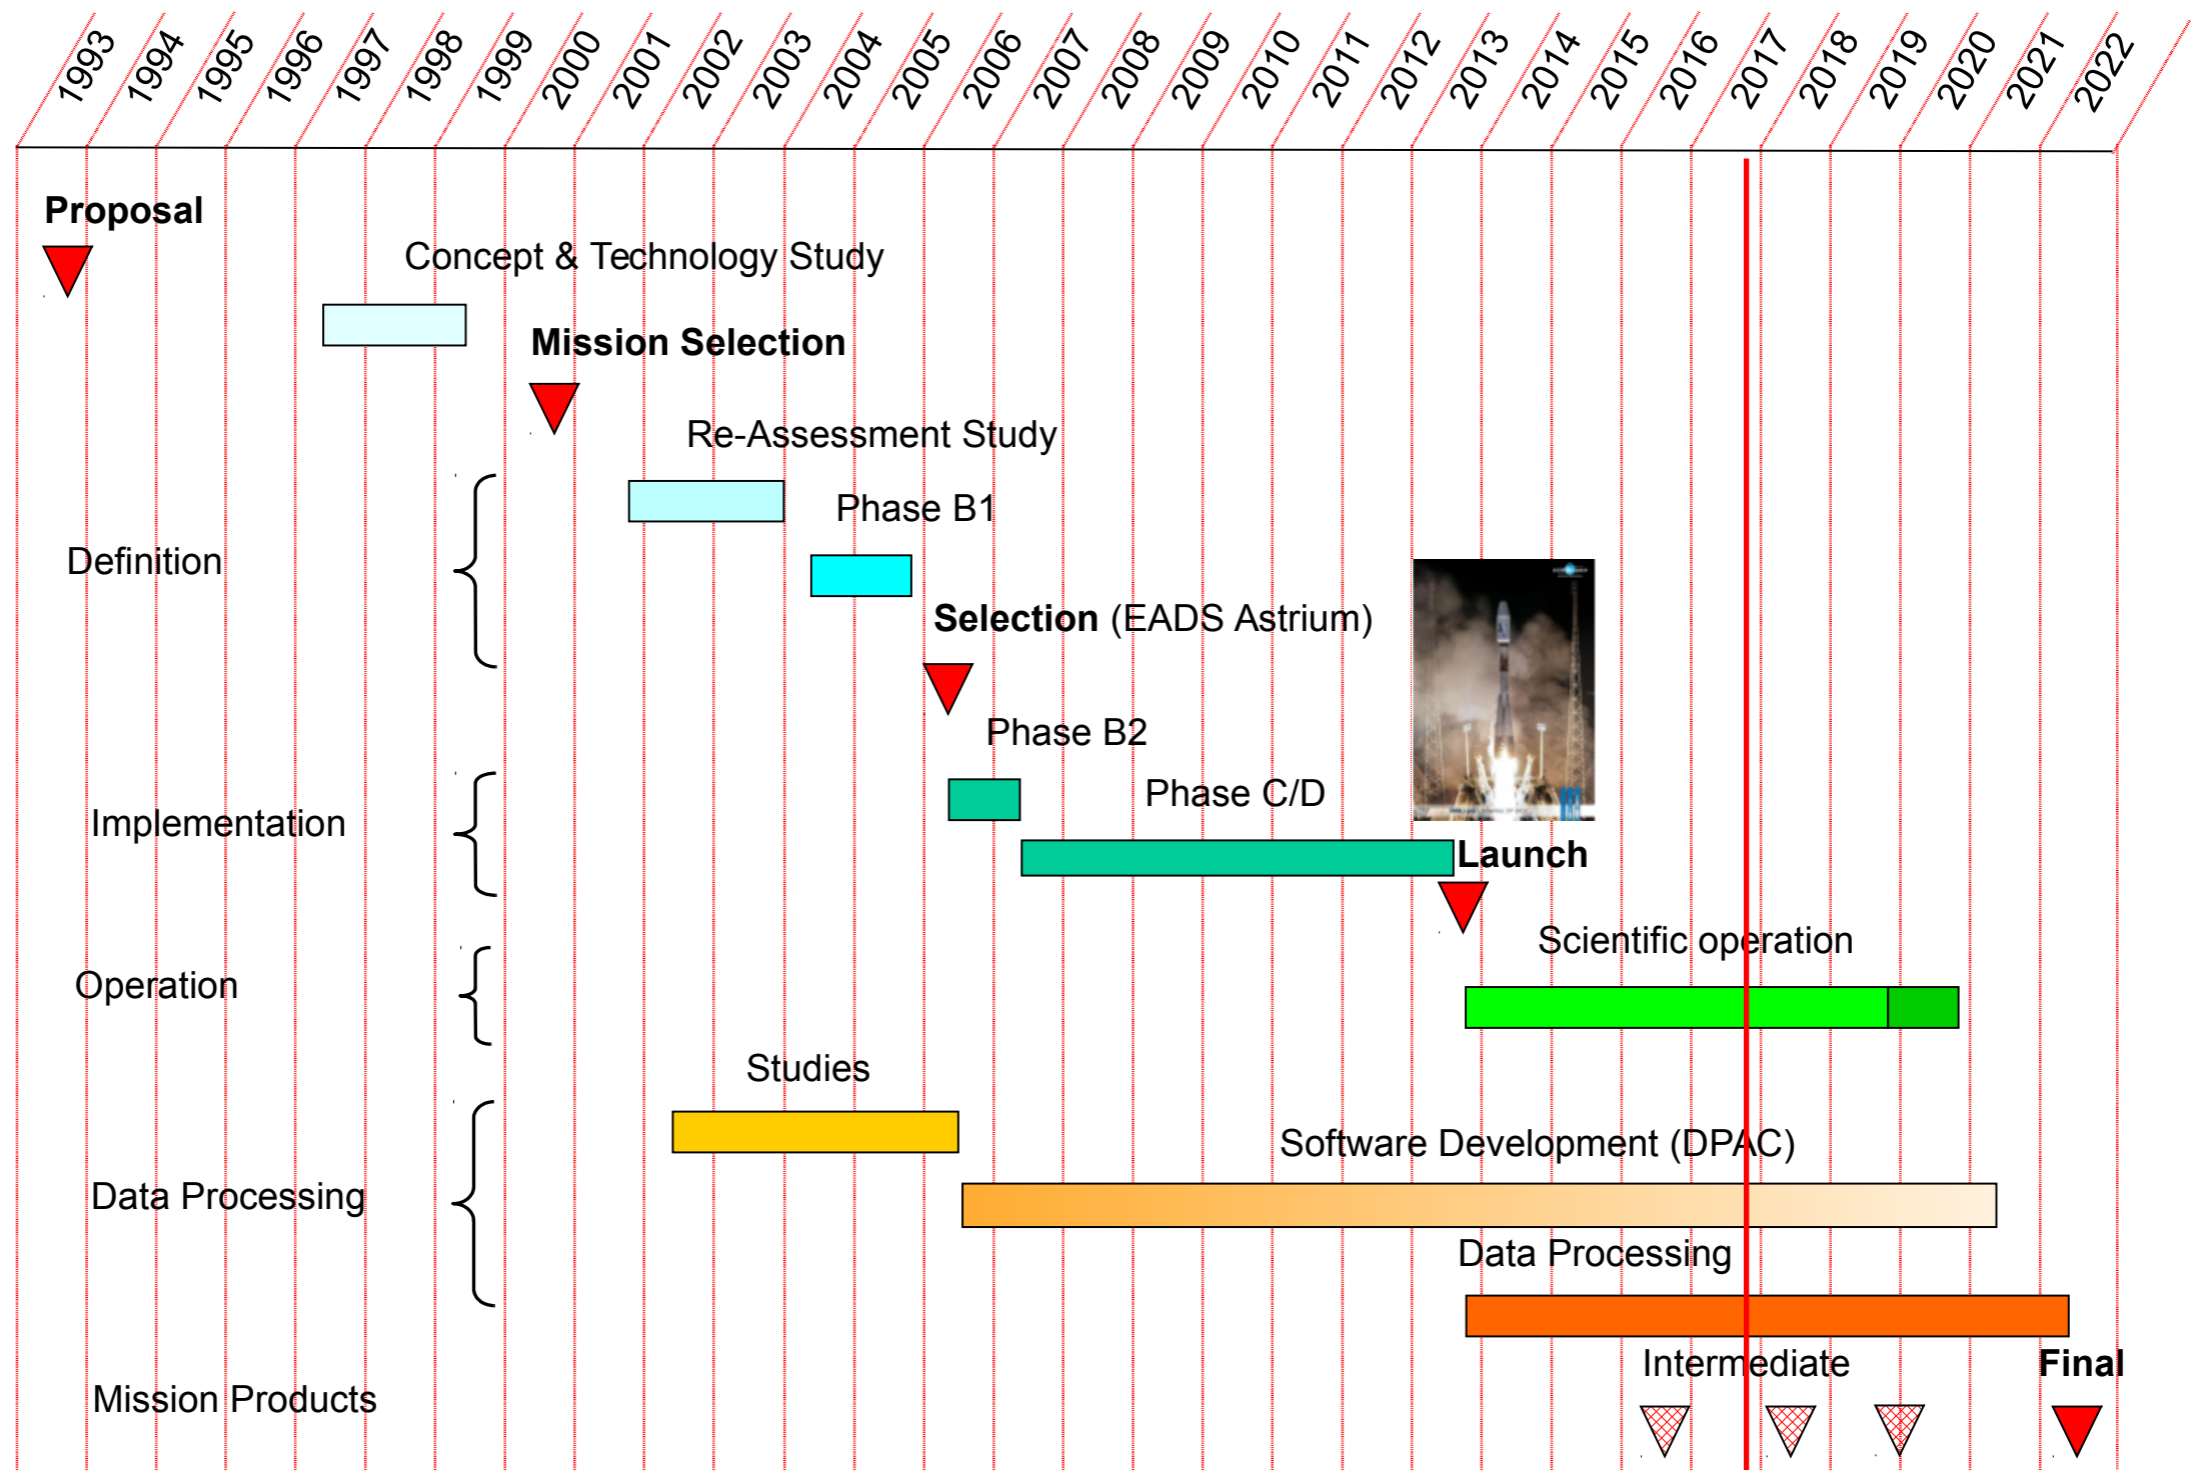 1993 1994 1995 1996 1997 1998 1999 2000 2001 2002 2003 2004 2005 2006 2007 2008 2009 2010 2011 2012 2013 2014 2015 2016 2017 2018 2019 2020 2021 2022
Proposal
Concept & Technology Study
Mission Selection
Re-Assessment Study
Phase B1
Definition
Selection (EADS Astrium)
Phase B2
Phase C/D
Implementation
Launch
Scientific operation
Operation
Studies
Software Development (DPAC)
Data Processing
Data Processing
Intermediate
Final
Mission Products